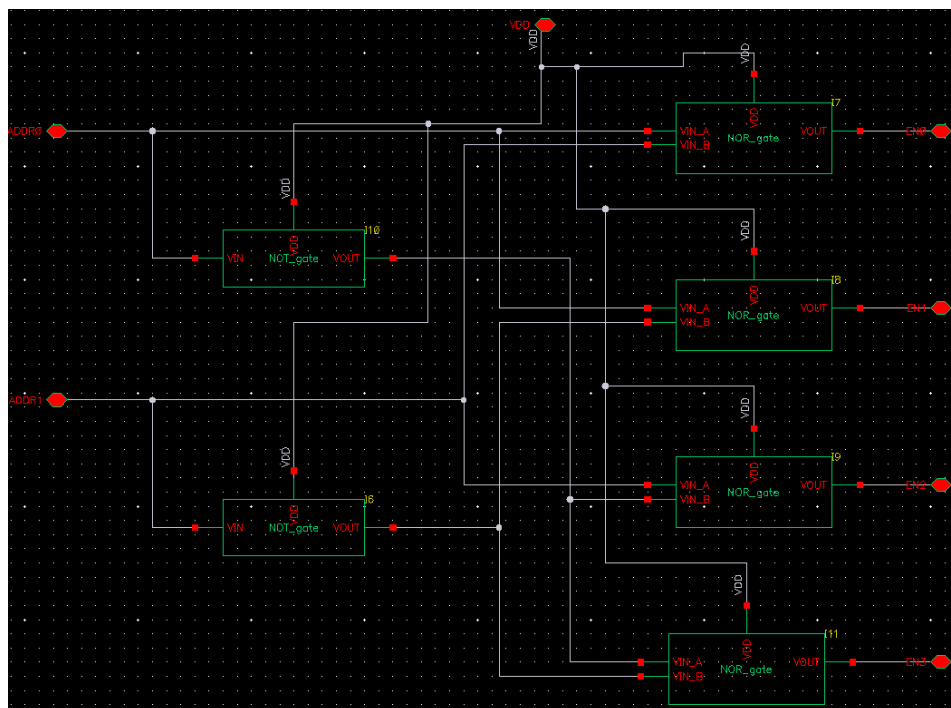 VDD
VDD
VDD
I7
ADDR0
VDD
VIN_A
VOUT
EN0
NOR_gate
VIN_B
VDD
VDD
I10
VDD
VIN
NOT_gate
VOUT
I8
VDD
VIN_A
VOUT
EN1
NOR_gate
VIN_B
ADDR1
VDD
VDD
I9
VDD
VIN_A
VOUT
EN2
NOR_gate
VIN_B
I6
VDD
VIN
NOT_gate
VOUT
VDD
I11
VDD
VIN_A
VOUT
EN3
NOR_gate
VIN_B